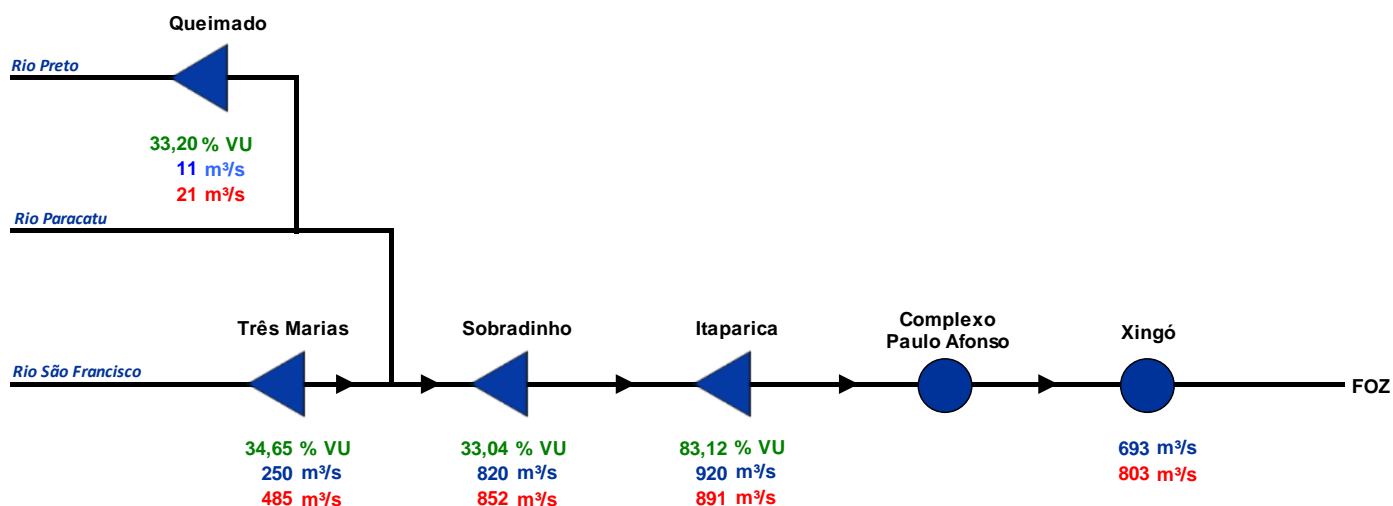 Queimado
Rio Preto
33,20 % VU
11 m³/s
21 m³/s
Rio Paracatu
Três Marias
Sobradinho
Itaparica
Complexo
Paulo Afonso
Xingó
Rio São Francisco
FOZ
34,65 % VU
250 m³/s
485 m³/s
33,04 % VU
820 m³/s
852 m³/s
83,12 % VU
920 m³/s
891 m³/s
693 m³/s
803 m³/s